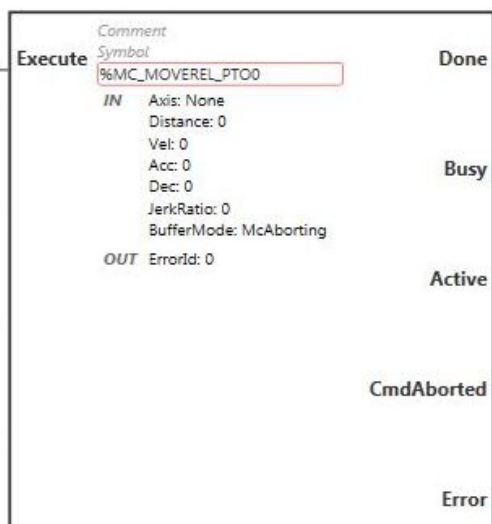 Comment
Execute Symbol Done
%MC_MOVEREL_PTO0
IN Axis: None
Distance: 0
Vel: 0
Acc: 0 Busy
Dec: 0
JerkRatio: 0
BufferMode: McAborting
OUT ErrorId: 0
Active
CmdAborted
Error